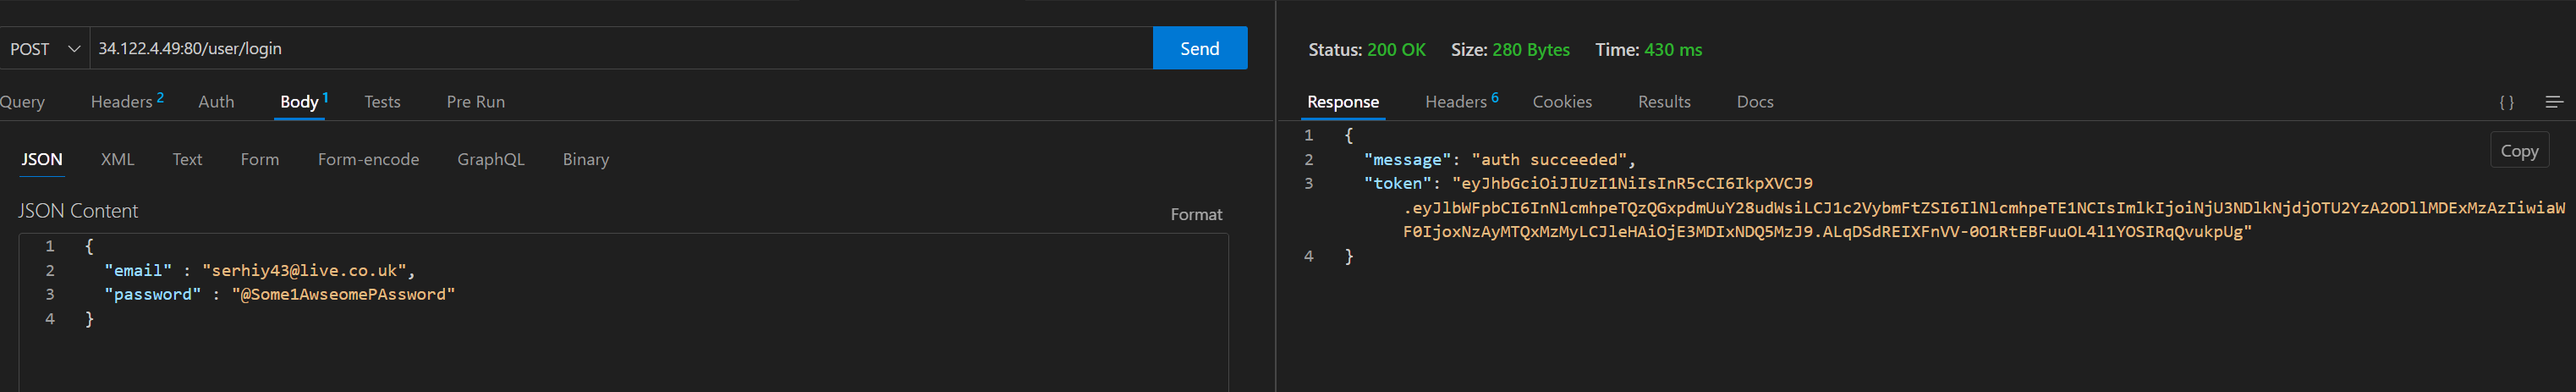 POST 34.122.4.49:80/user/login Send
Query Headers 2 Auth Body 1 Tests Pre Run
JSON XML Text Form Form-encode GraphQL Binary
JSON Content Format
1 {
2 "email" : "serhiy43@live.co.uk",
3 "password" : "@Some1AwseomePAssword"
4 }
Status: 200 OK Size: 280 Bytes Time: 430 ms
Response Headers 6 Cookies Results Docs { }
1 {
Copy
2 "message": "auth succeeded",
3 "token": "eyJhbGciOiJIUzI1NiIsInR5cCI6IkpXVCJ9
.eyJlbWFpbCI6InNlcmhpeTQzQGxpdmUuY28udWsiLCJ1c2VybmFtZSI6IlNlcmhpeTE1NCIsImlkIjoiNjU3NDlkNjdjOTU2YzA2ODllMDExMzAzIiwiaW
F0IjoxNzAyMTQxMzMyLCJleHAiOjE3MDIxNDQ5MzJ9.ALqDSdREIXFnVV-0O1RtEBFuuOL4l1YOSIRqQvukpUg"
4 }